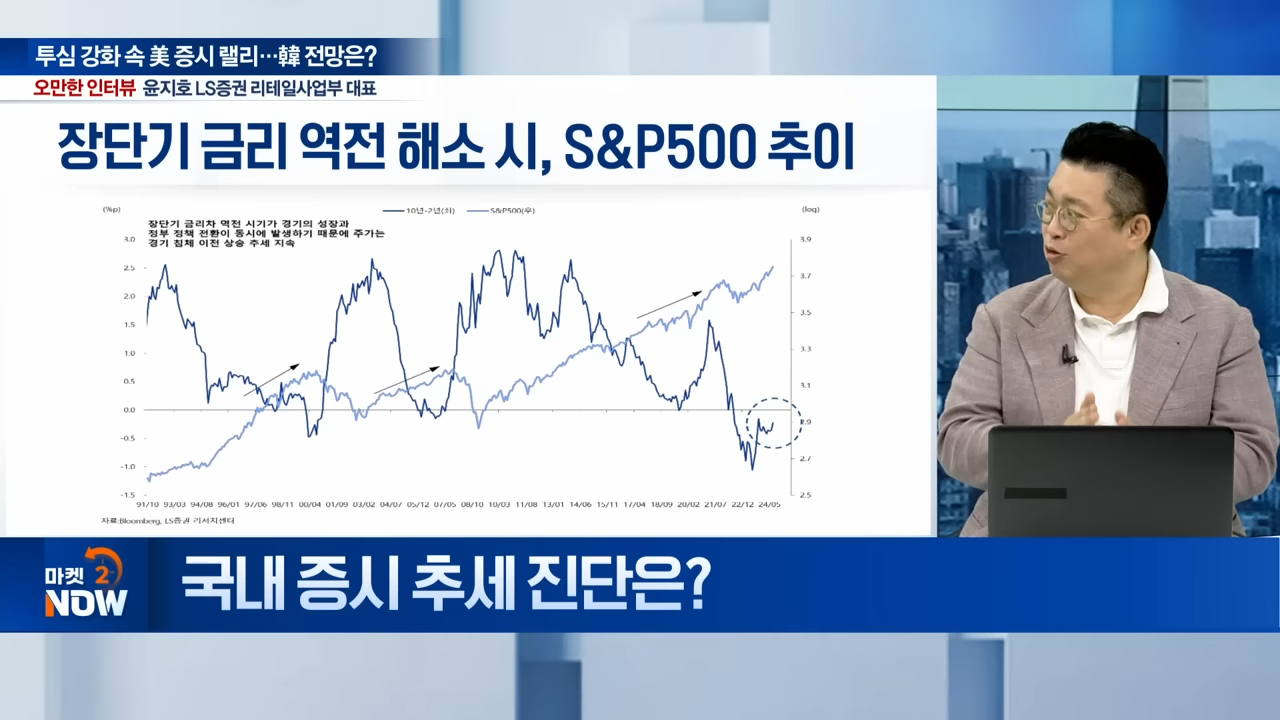 투심 강화 속 美 증시 랠리…韓 전망은?
오만한 인터뷰 윤지호 LS증권 리테일사업부 대표
장단기 금리 역전 해소 시, S&P500 추이
(%p) 10년-2년(좌) S&P500(우) (log)
장단기 금리차 역전 시기가 경기의 성장과
정부 정책 전환이 동시에 발생하기 때문에 주가는
경기 침체 이전 상승 추세 지속
3.0 3.9
2.5 3.7
2.0
1.5 3.5
1.0 3.3
0.5 3.1
0.0 2.9
-0.5
-1.0 2.7
-1.5 2.5
91/10 93/03 94/08 96/01 97/06 98/11 00/04 01/09 03/02 04/07 05/12 07/05 08/10 10/03 11/08 13/01 14/06 15/11 17/04 18/09 20/02 21/07 22/12 24/05
자료:Bloomberg, LS증권 리서치센터
마켓 2
NOW
국내 증시 추세 진단은?